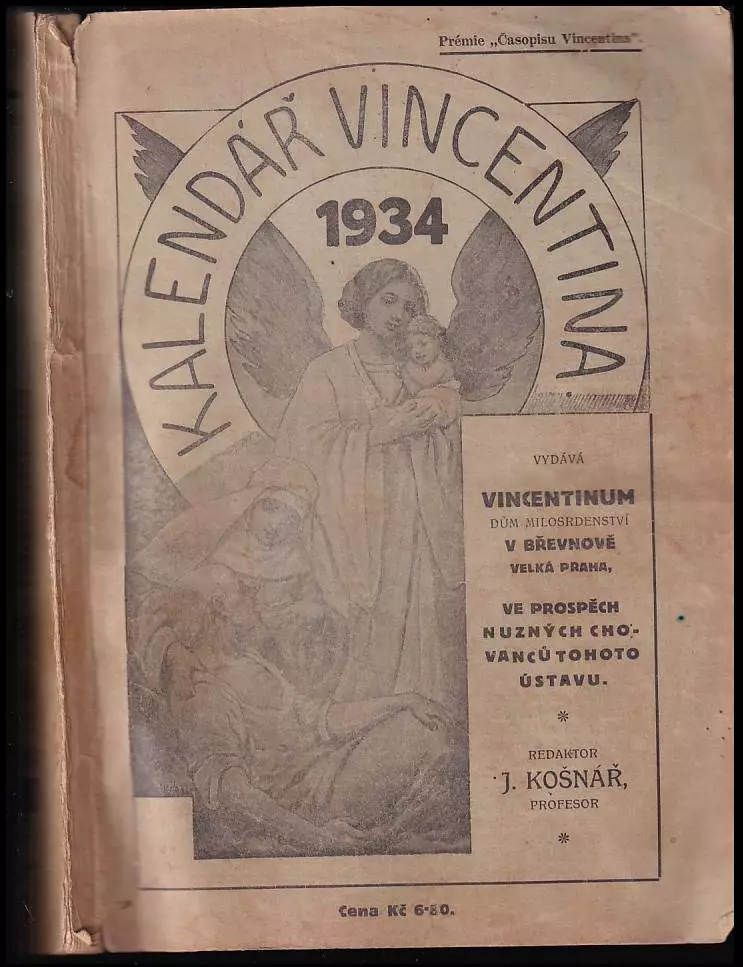 Prémie „Časopisu Vincentina".
KALENDÁŘ VINCENTINA
1934
VYDÁVÁ
VINCENTINUM
DŮM MILOSRDENSTVÍ
V BŘEVNOVĚ
VELKÁ PRAHA,
VE PROSPĚCH
NUZNÝCH CHO-
VANCŮ TOHOTO
ÚSTAVU.
*
REDAKTOR
J. KOŠNÁŘ,
PROFESOR
*
Cena Kč 6·80.